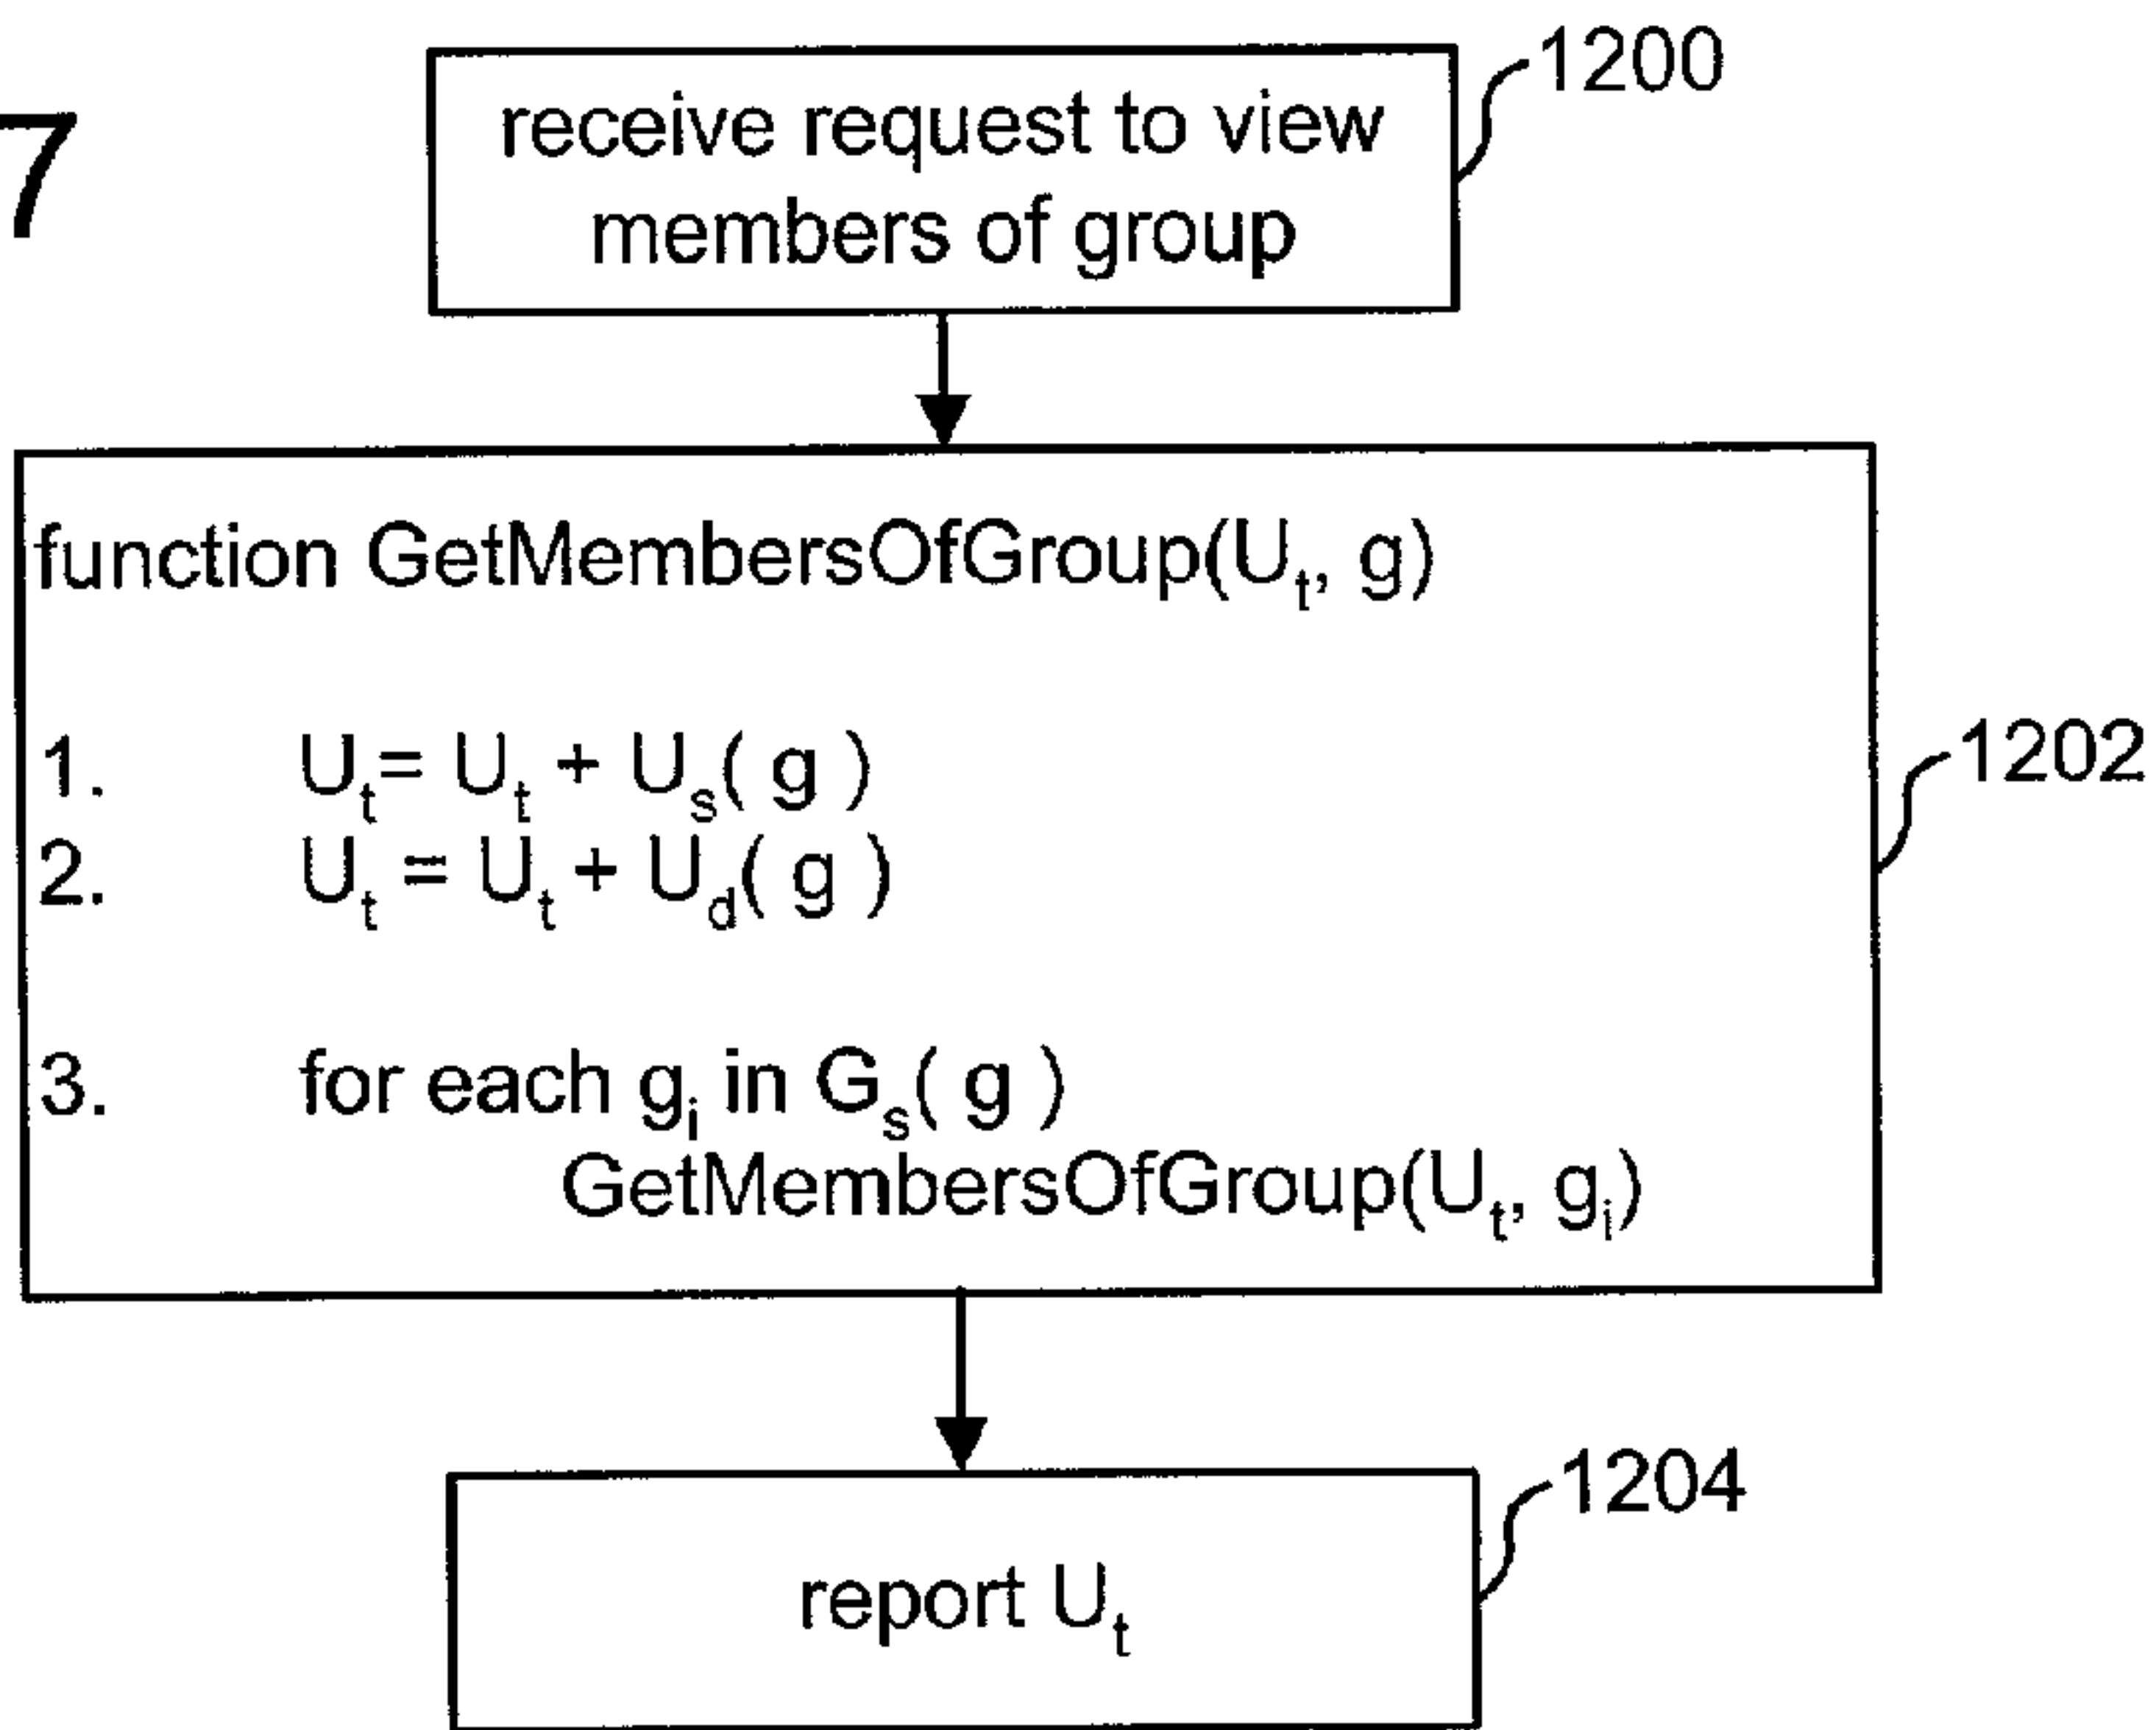 7
1200
receive request to view
members of group
function GetMembersOfGroup(Uₜ, g)
1. Uₜ= Uₜ + Uₛ( g )
1202
2. Uₜ = Uₜ + U_d( g )
3. for each gᵢ in Gₛ( g )
GetMembersOfGroup(Uₜ, gᵢ)
1204
report Uₜ